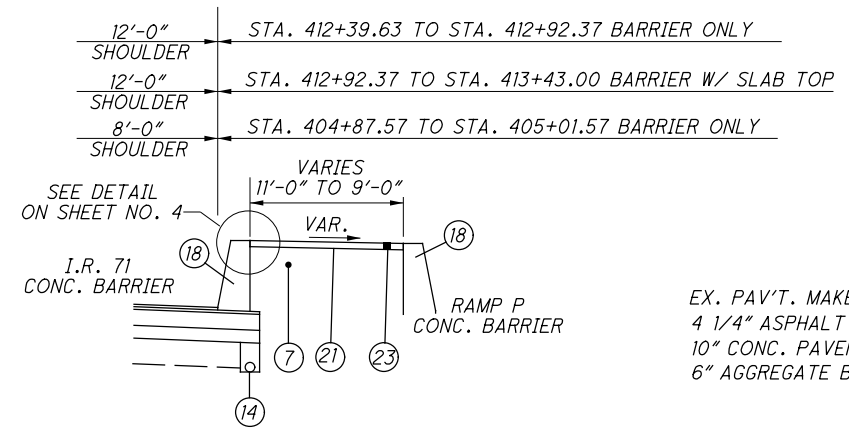 12'-0" STA. 412+39.63 TO STA. 412+92.37 BARRIER ONLY
SHOULDER
12'-0" STA. 412+92.37 TO STA. 413+43.00 BARRIER W/ SLAB TOP
SHOULDER
8'-0" STA. 404+87.57 TO STA. 405+01.57 BARRIER ONLY
SHOULDER
VARIES
11'-0" TO 9'-0"
SEE DETAIL
ON SHEET NO. 4
VAR.
18
18
I.R. 71
CONC. BARRIER
RAMP P
CONC. BARRIER
7
21
23
14
EX. PAV'T. MAKE
4 1/4" ASPHALT
10" CONC. PAVE
6" AGGREGATE B